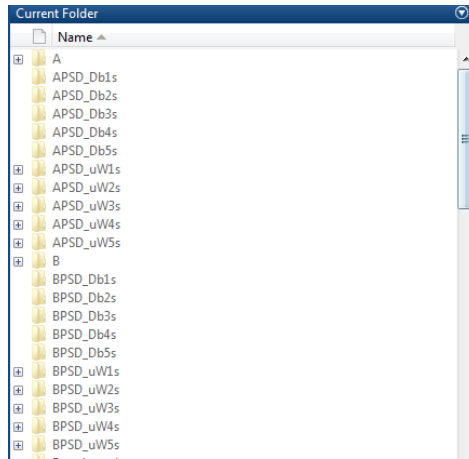 Current Folder
Name
A
APSD_Db1s
APSD_Db2s
APSD_Db3s
APSD_Db4s
APSD_Db5s
APSD_uW1s
APSD_uW2s
APSD_uW3s
APSD_uW4s
APSD_uW5s
B
BPSD_Db1s
BPSD_Db2s
BPSD_Db3s
BPSD_Db4s
BPSD_Db5s
BPSD_uW1s
BPSD_uW2s
BPSD_uW3s
BPSD_uW4s
BPSD_uW5s